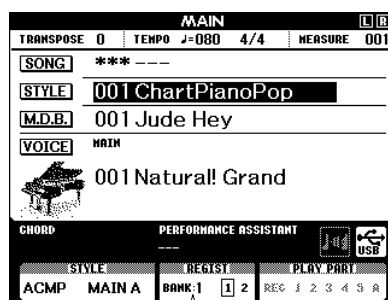 MAIN L R
TRANSPOSE 0 TEMPO ♩=080 4/4 MEASURE 001
SONG *** ---
STYLE 001 ChartPianoPop
M.D.B. 001 Jude Hey
VOICE MAIN
001 Natural! Grand
CHORD PERFORMANCE ASSISTANT
--- USB
STYLE REGIST PLAY PART
ACMP MAIN A BANK:1 1 2 REC 1 2 3 4 5 A